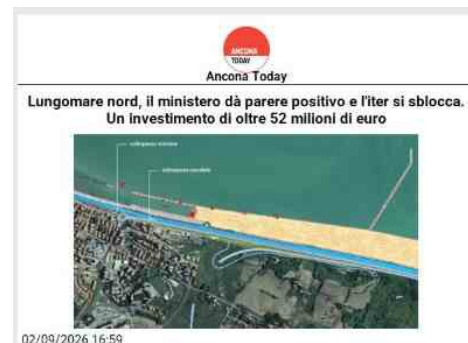 ANCONA
TODAY
Ancona Today
Lungomare nord, il ministero dà parere positivo e l'iter si sblocca.
Un investimento di oltre 52 milioni di euro
02/09/2026 16:59